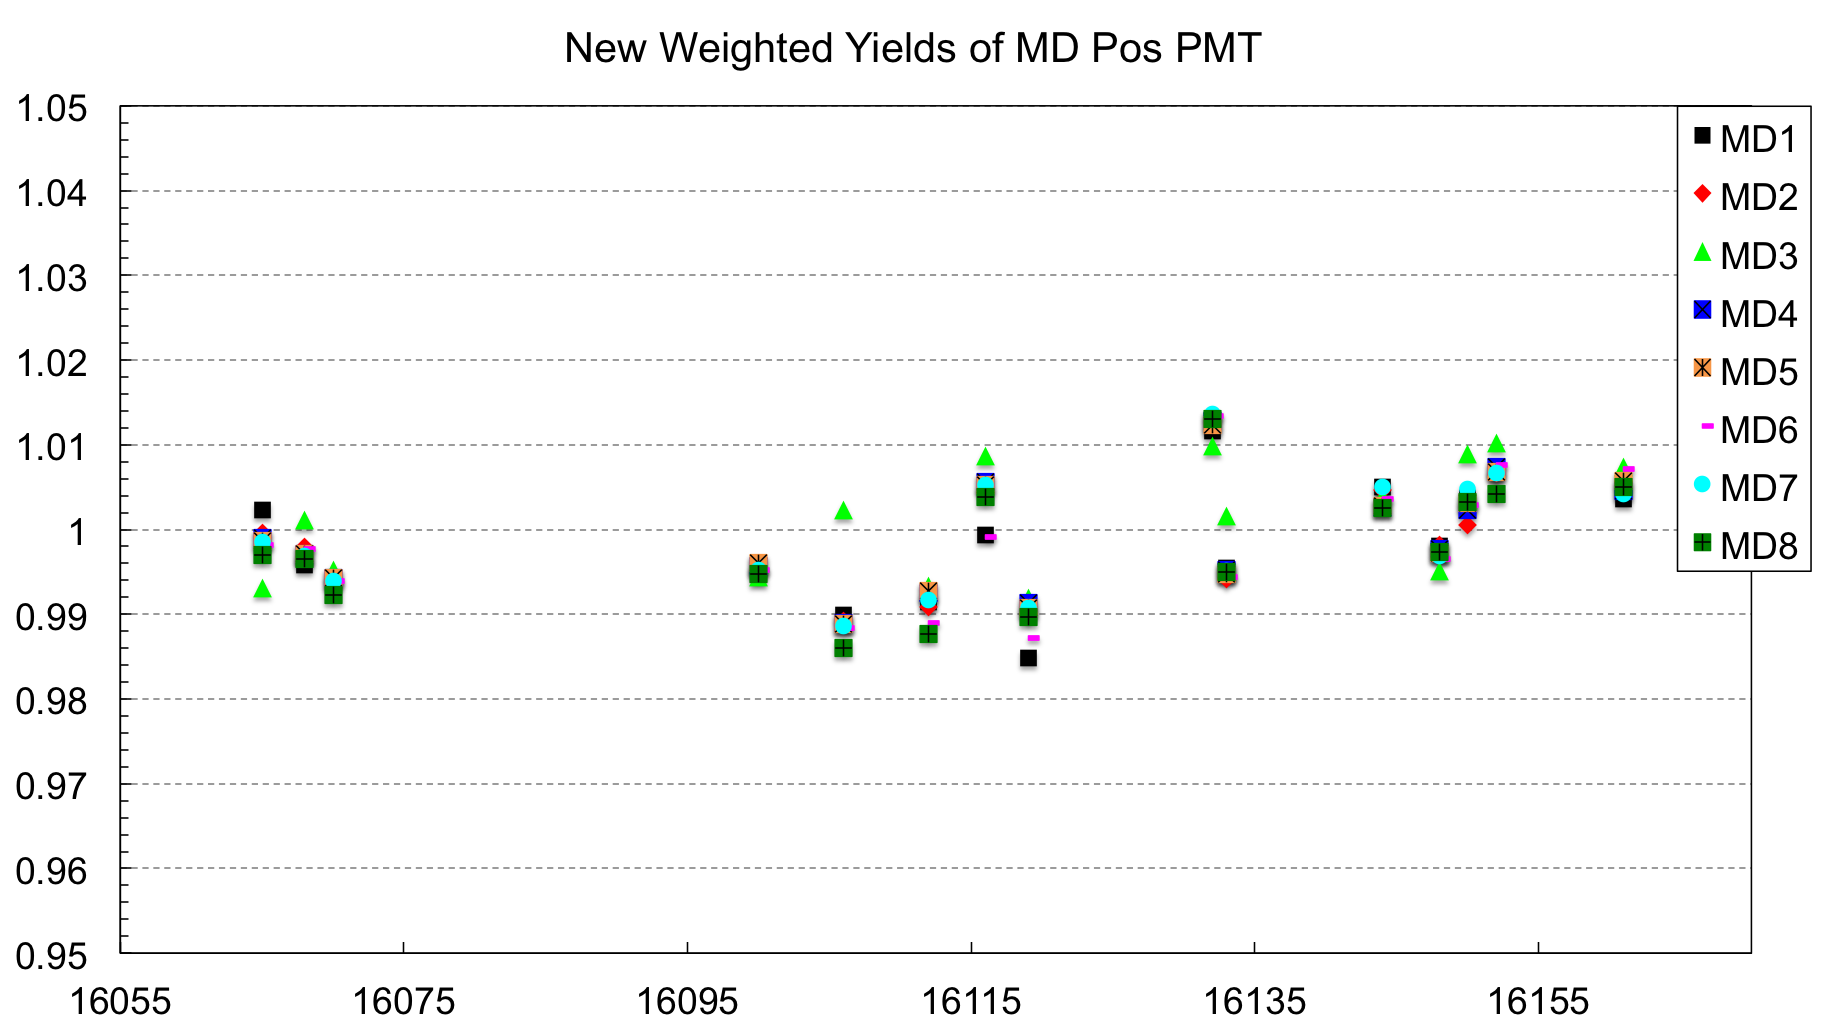 New Weighted Yields of MD Pos PMT
1.05
1.04
1.03
1.02
1.01
1
0.99
0.98
0.97
0.96
0.95
16055 16075 16095 16115 16135 16155
MD1
MD2
MD3
MD4
MD5
MD6
MD7
MD8